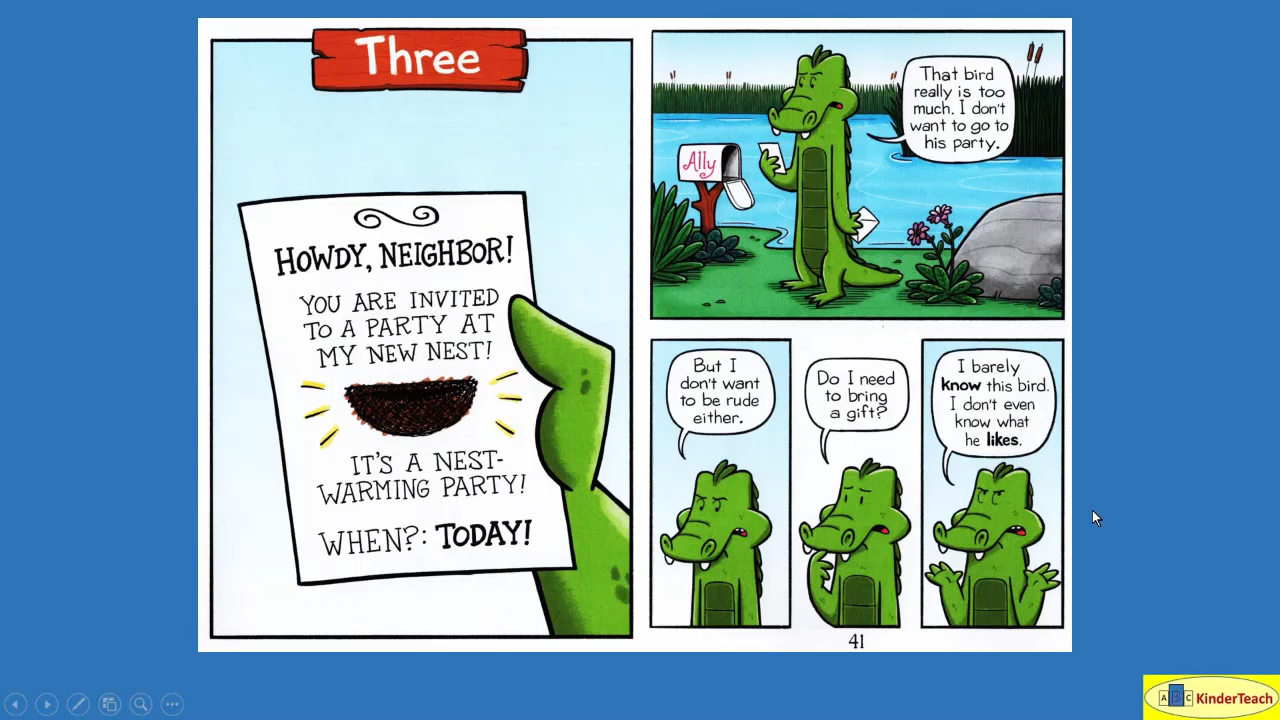 Three
HOWDY, NEIGHBOR!
YOU ARE INVITED
TO A PARTY AT
MY NEW NEST!
IT'S A NEST-
WARMING PARTY!
WHEN?: TODAY!
Ally
That bird
really is too
much. I don't
want to go to
his party.
But I
don't want
to be rude
either.
Do I need
to bring
a gift?
I barely
know this bird.
I don't even
know what
he likes.
41
A B C KinderTeach